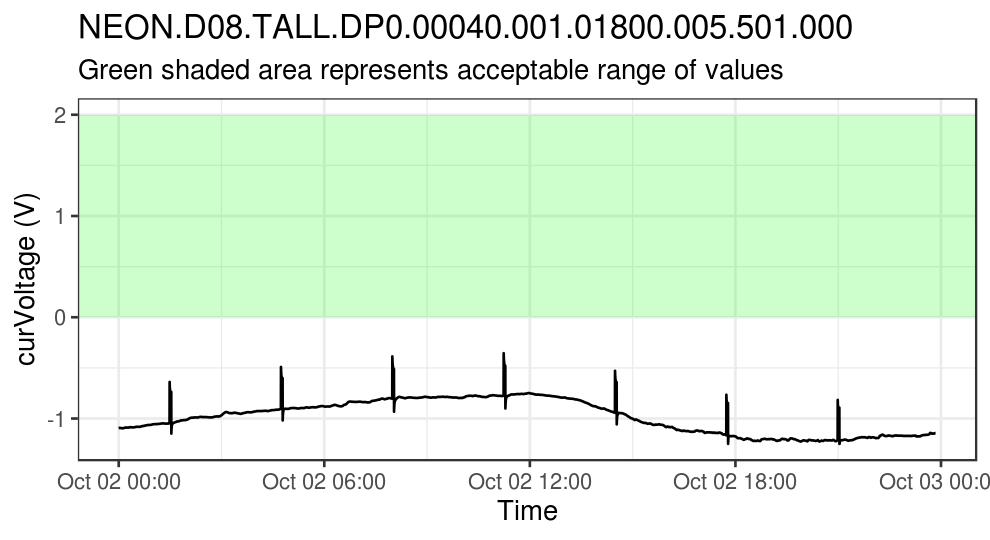 NEON.D08.TALL.DP0.00040.001.01800.005.501.000
Green shaded area represents acceptable range of values
curVoltage (V)
2
1
0
-1
Oct 02 00:00 Oct 02 06:00 Oct 02 12:00 Oct 02 18:00 Oct 03 00:0
Time